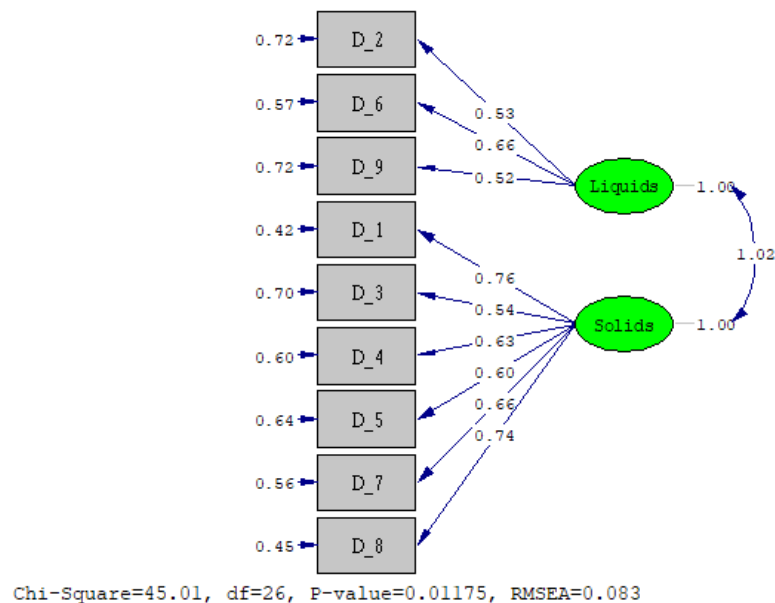 0.72 D_2
0.53
0.57 D_6
0.66
0.72 D_9
0.52
Liquids 1.00
0.42 D_1
1.02
0.76
0.70 D_3
0.54
Solids 1.00
0.63
0.60 D_4
0.60
0.64 D_5
0.66
0.74
0.56 D_7
0.45 D_8
Chi-Square=45.01, df=26, P-value=0.01175, RMSEA=0.083